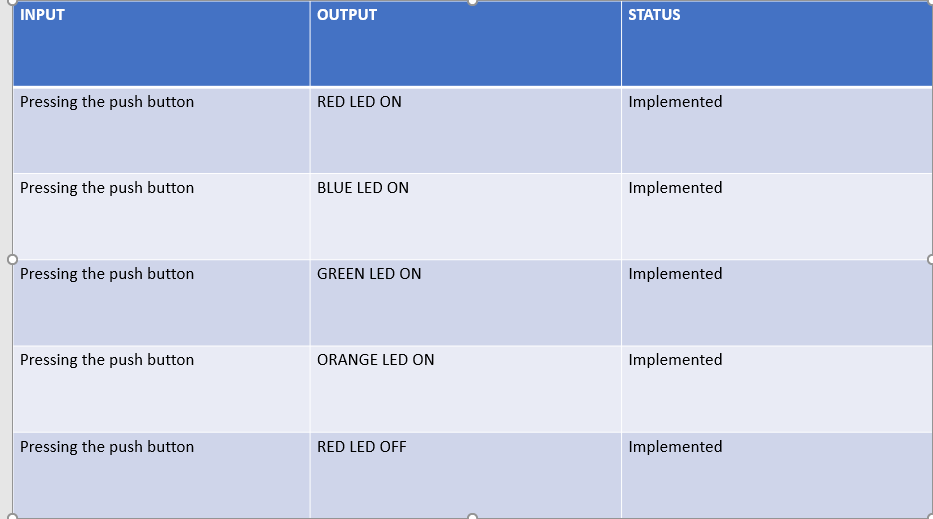 INPUT OUTPUT STATUS
Pressing the push button RED LED ON Implemented
Pressing the push button BLUE LED ON Implemented
Pressing the push button GREEN LED ON Implemented
Pressing the push button ORANGE LED ON Implemented
Pressing the push button RED LED OFF Implemented